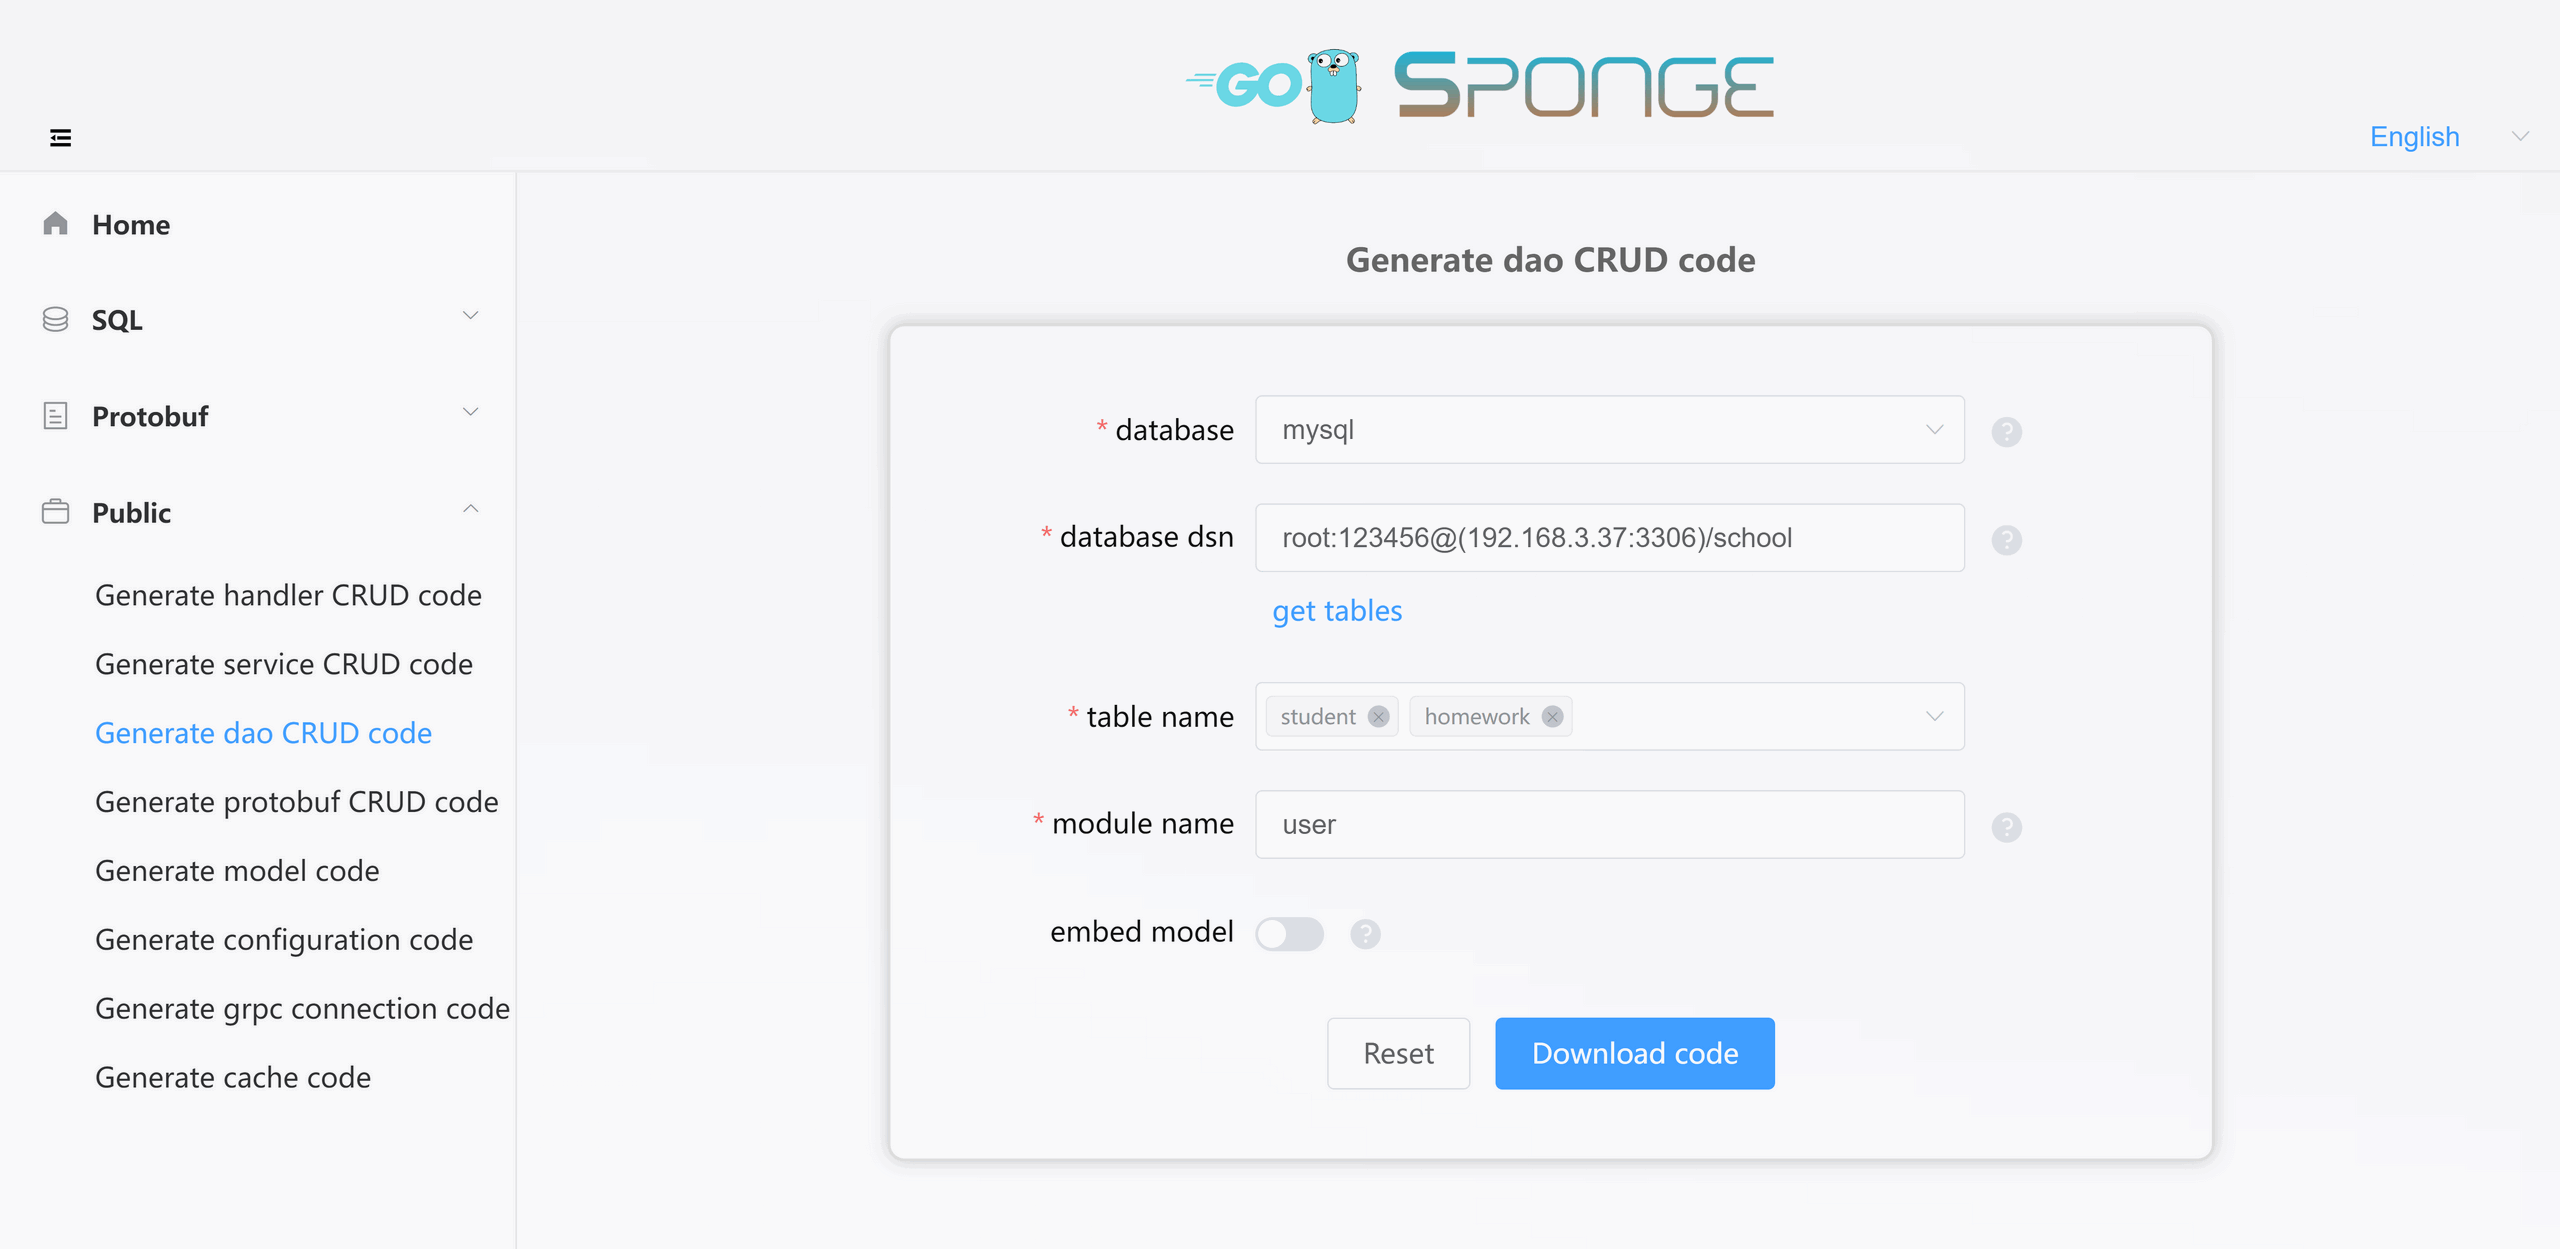 GO SPONGE
English
Home
SQL
Protobuf
Public
Generate handler CRUD code
Generate service CRUD code
Generate dao CRUD code
Generate protobuf CRUD code
Generate model code
Generate configuration code
Generate grpc connection code
Generate cache code
Generate dao CRUD code
* database mysql ?
* database dsn root:123456@(192.168.3.37:3306)/school ?
get tables
* table name student homework
* module name user ?
embed model ?
Reset Download code